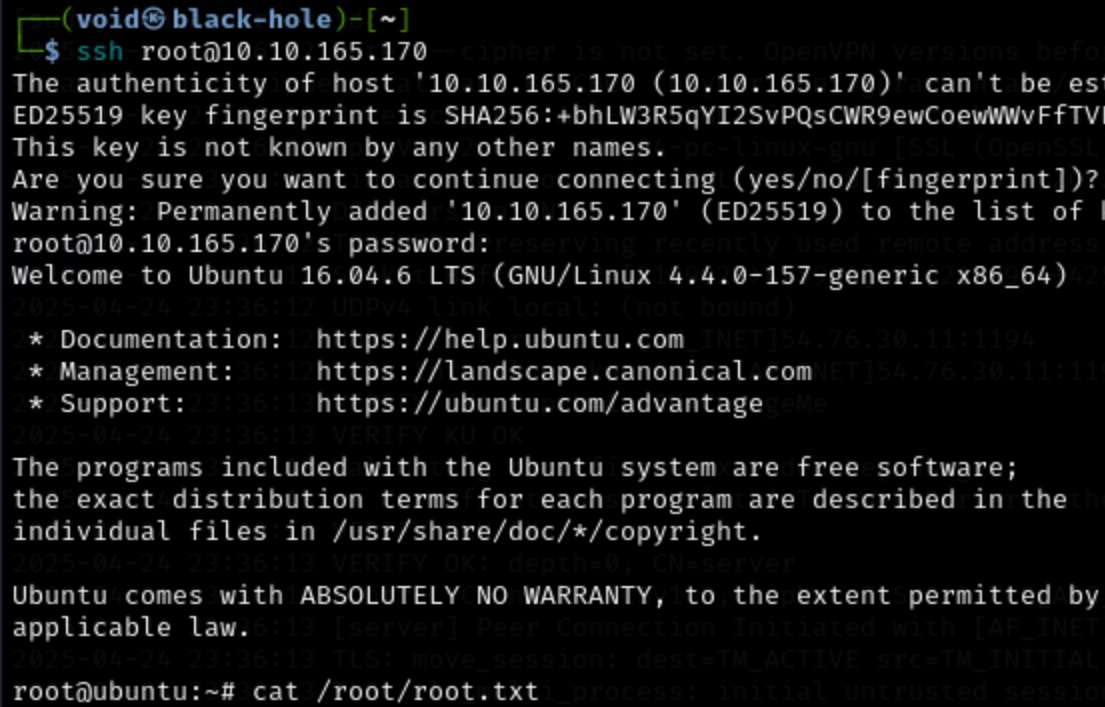 ┌──(void㉿black-hole)-[~]
└─$ ssh root@10.10.165.170
The authenticity of host '10.10.165.170 (10.10.165.170)' can't be es
ED25519 key fingerprint is SHA256:+bhLW3R5qYI2SvPQsCWR9ewCoewWWvFfTV
This key is not known by any other names.
Are you sure you want to continue connecting (yes/no/[fingerprint])?
Warning: Permanently added '10.10.165.170' (ED25519) to the list of
root@10.10.165.170's password:
Welcome to Ubuntu 16.04.6 LTS (GNU/Linux 4.4.0-157-generic x86_64)
* Documentation: https://help.ubuntu.com
* Management: https://landscape.canonical.com
* Support: https://ubuntu.com/advantage
The programs included with the Ubuntu system are free software;
the exact distribution terms for each program are described in the
individual files in /usr/share/doc/*/copyright.
Ubuntu comes with ABSOLUTELY NO WARRANTY, to the extent permitted by
applicable law.
root@ubuntu:~# cat /root/root.txt